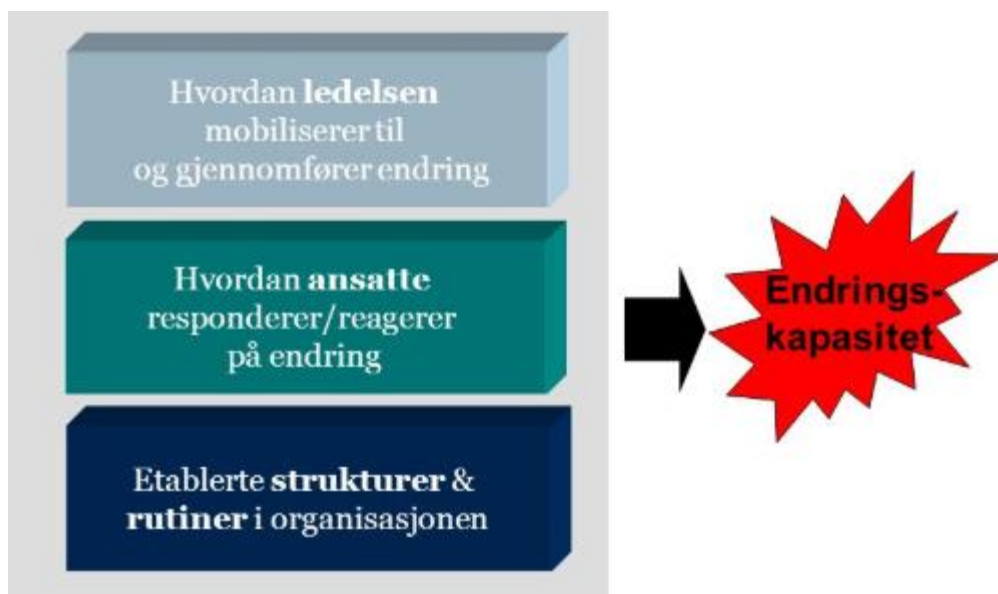 Hvordan ledelsen
mobiliserer til
og gjennomfører endring
Hvordan ansatte
responderer/reagerer
på endring
Etablerte strukturer &
rutiner i organisasjonen
Endrings-
kapasitet